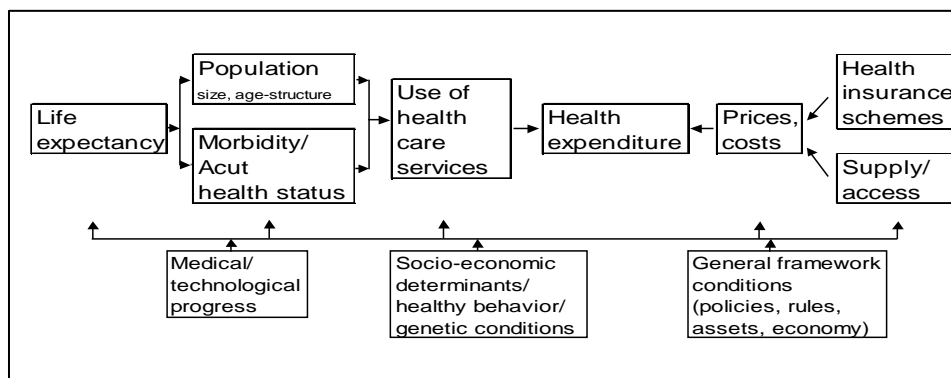 Life
expectancy
Population
size, age-structure
Morbidity/
Acut
health status
Use of
health
care
services
Health
expenditure
Prices,
costs
Health
insurance
schemes
Supply/
access
Medical/
technological
progress
Socio-economic
determinants/
healthy behavior/
genetic conditions
General framework
conditions
(policies, rules,
assets, economy)